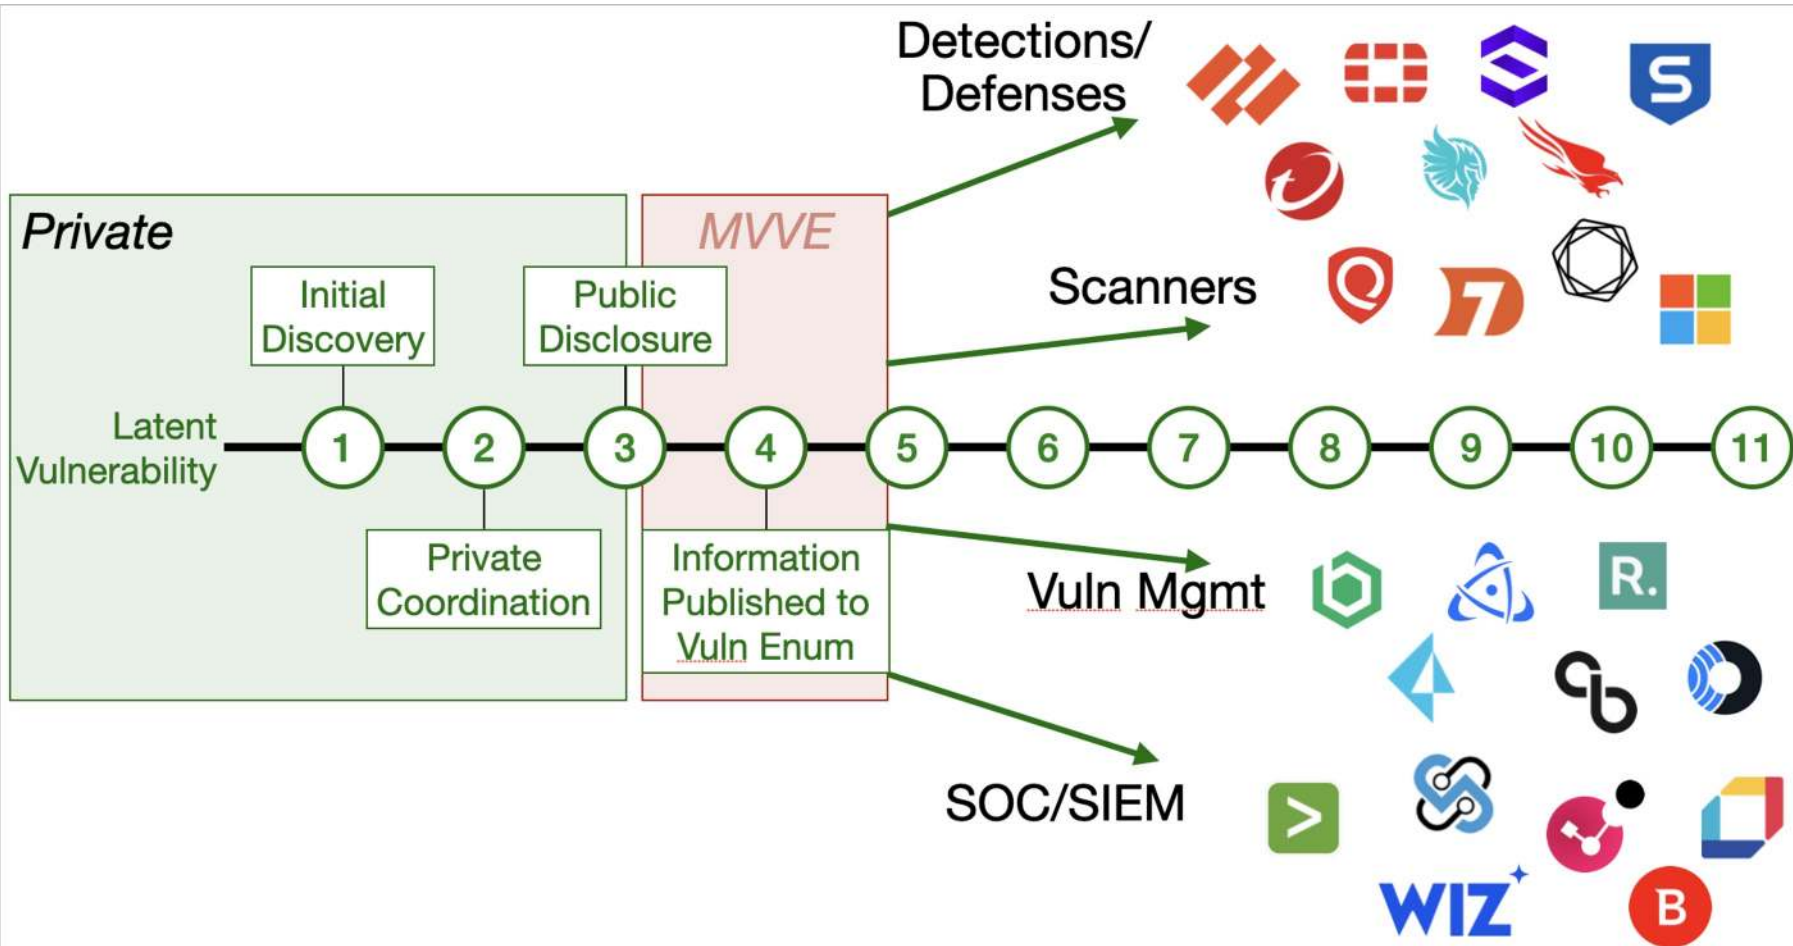 Detections/
Defenses
S
Private
MVVE
Initial
Discovery
Public
Disclosure
Scanners
7
Latent
Vulnerability
1
2
3
4
5
6
7
8
9
10
11
Private
Coordination
Information
Published to
Vuln Enum
Vuln Mgmt
R.
SOC/SIEM
>
WIZ
B